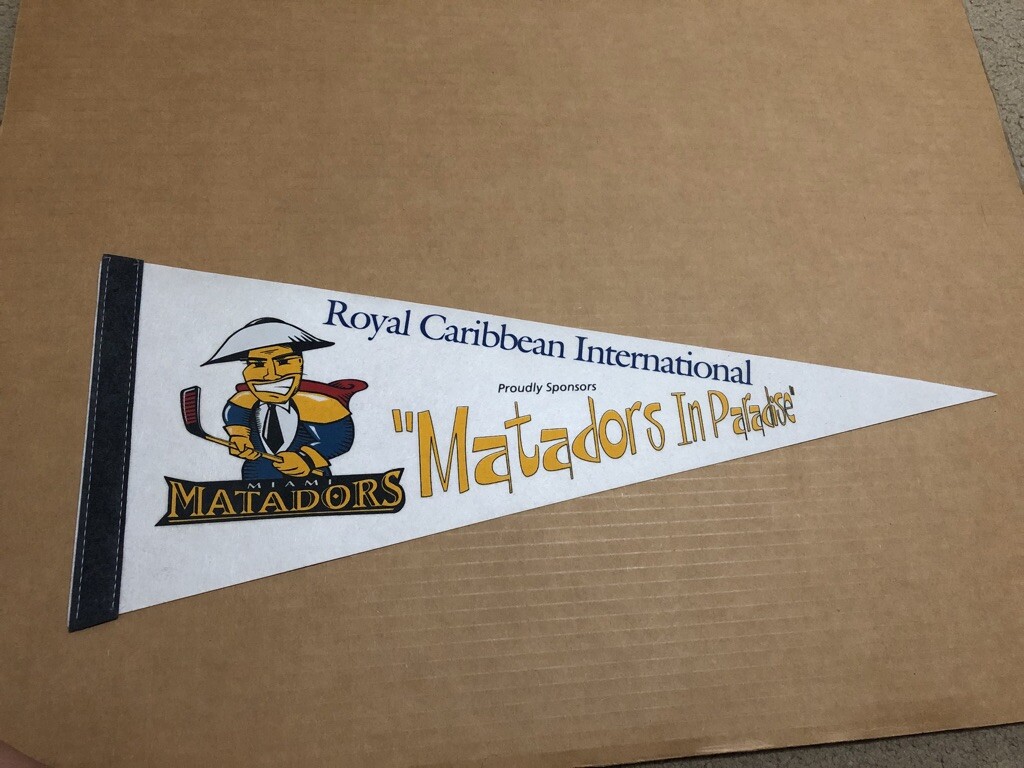 Royal Caribbean International
Proudly Sponsors
"Matadors In Paradise"
MIAMI
MATADORS